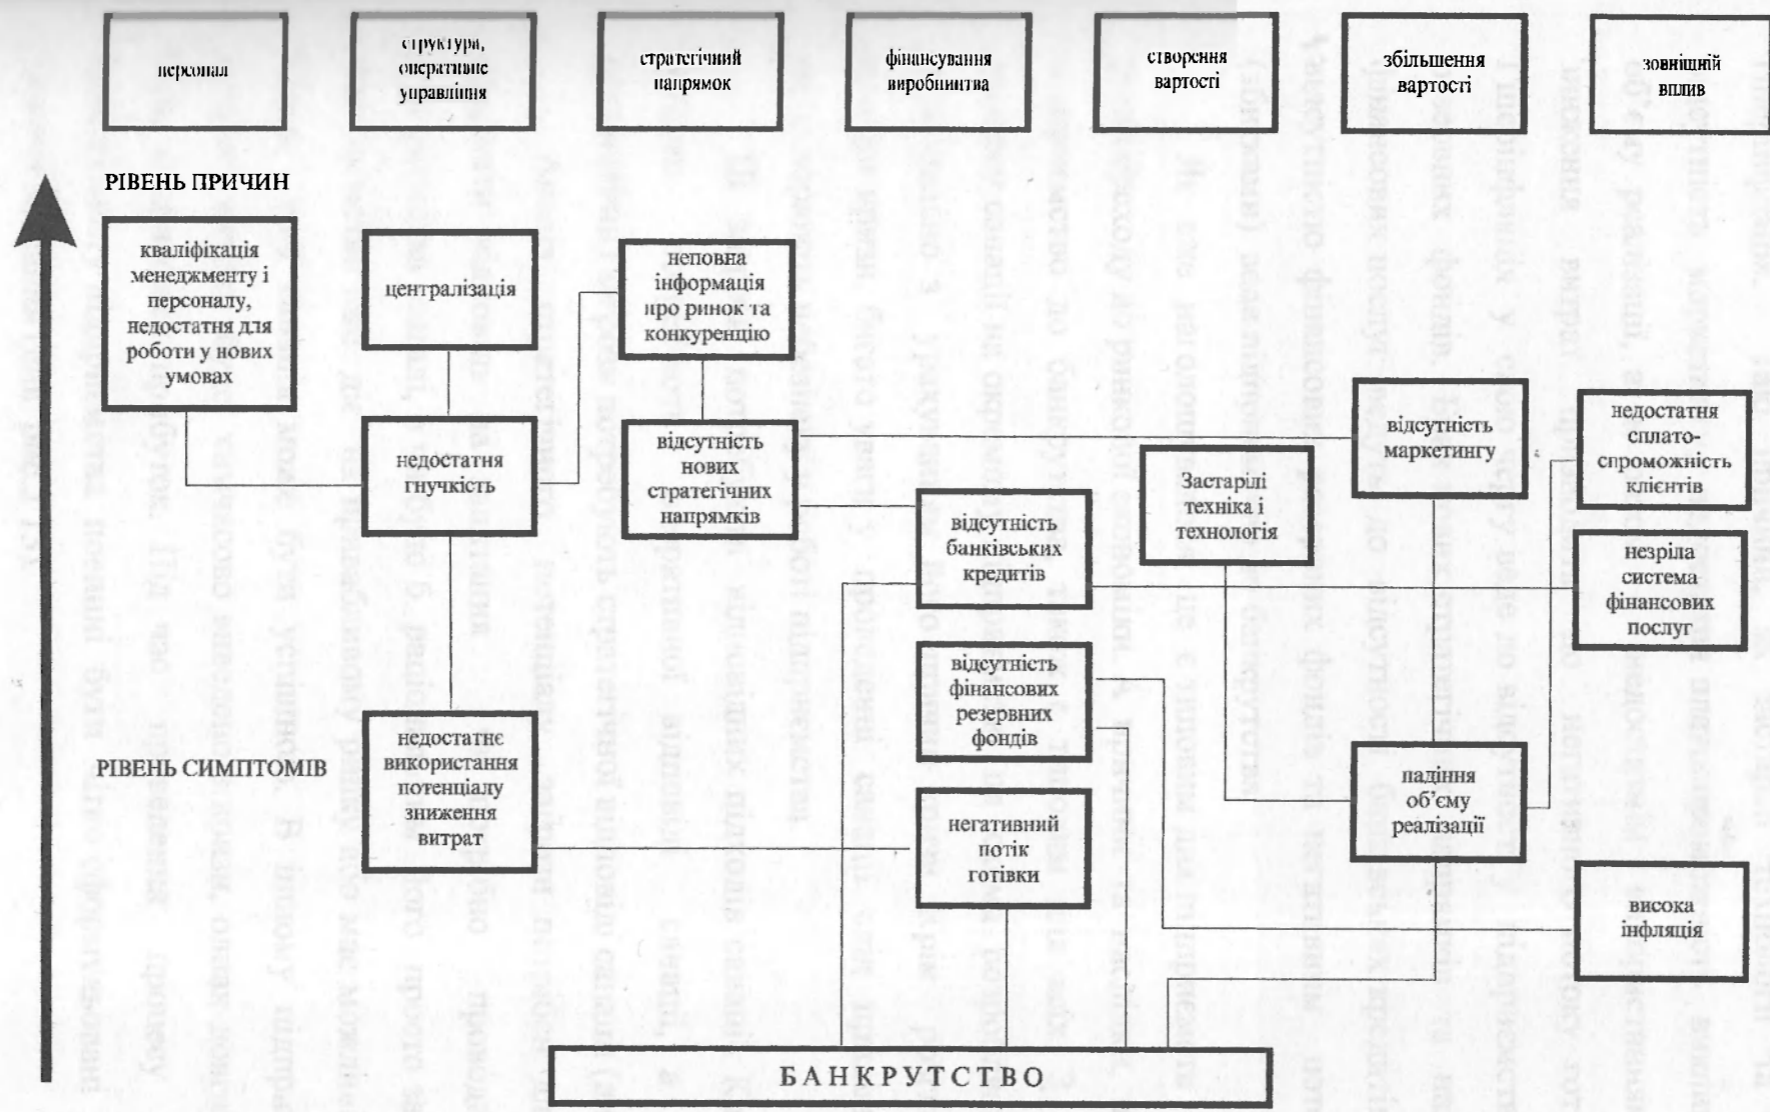 персонал
структура,
оперативне
управління
стратегічний
напрямок
фінансування
виробництва
створення
вартості
збільшення
вартості
зовнішній
вплив
РІВЕНЬ ПРИЧИН
кваліфікація
менеджменту і
персоналу,
недостатня для
роботи у нових
умовах
централізація
неповна
інформація
про ринок та
конкуренцію
недостатня
гнучкість
відсутність
нових
стратегічних
напрямків
відсутність
маркетингу
недостатня
сплато-
спроможність
клієнтів
Застарілі
техніка і
технологія
відсутність
банківських
кредитів
незріла
система
фінансових
послуг
відсутність
фінансових
резервних
фондів
РІВЕНЬ СИМПТОМІВ
недостатнє
використання
потенціалу
зниження
витрат
падіння
об’єму
реалізації
негативний
потік
готівки
висока
інфляція
БАНКРУТСТВО